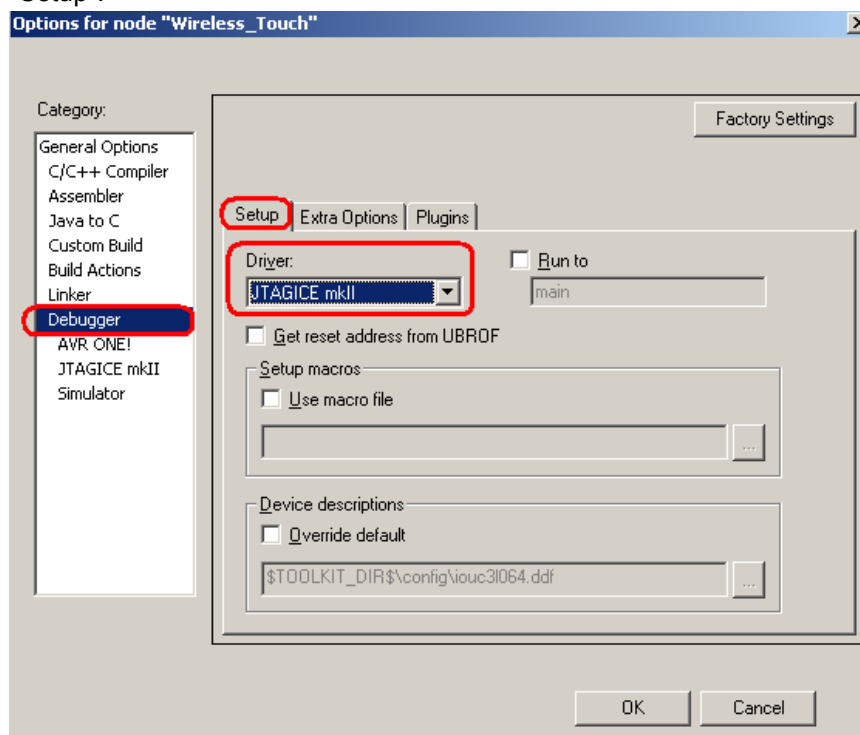 Setup .
Options for node "Wireless_Touch"
Category:
Factory Settings
General Options
C/C++ Compiler
Assembler
Java to C
Custom Build
Build Actions
Linker
Debugger
AVR ONE!
JTAGICE mkII
Simulator
Setup Extra Options Plugins
Driver:
Run to
JTAGICE mkII
main
Get reset address from UBROF
Setup macros
Use macro file
...
Device descriptions
Override default
$TOOLKIT_DIR$\config\iouc3l064.ddf
...
OK Cancel